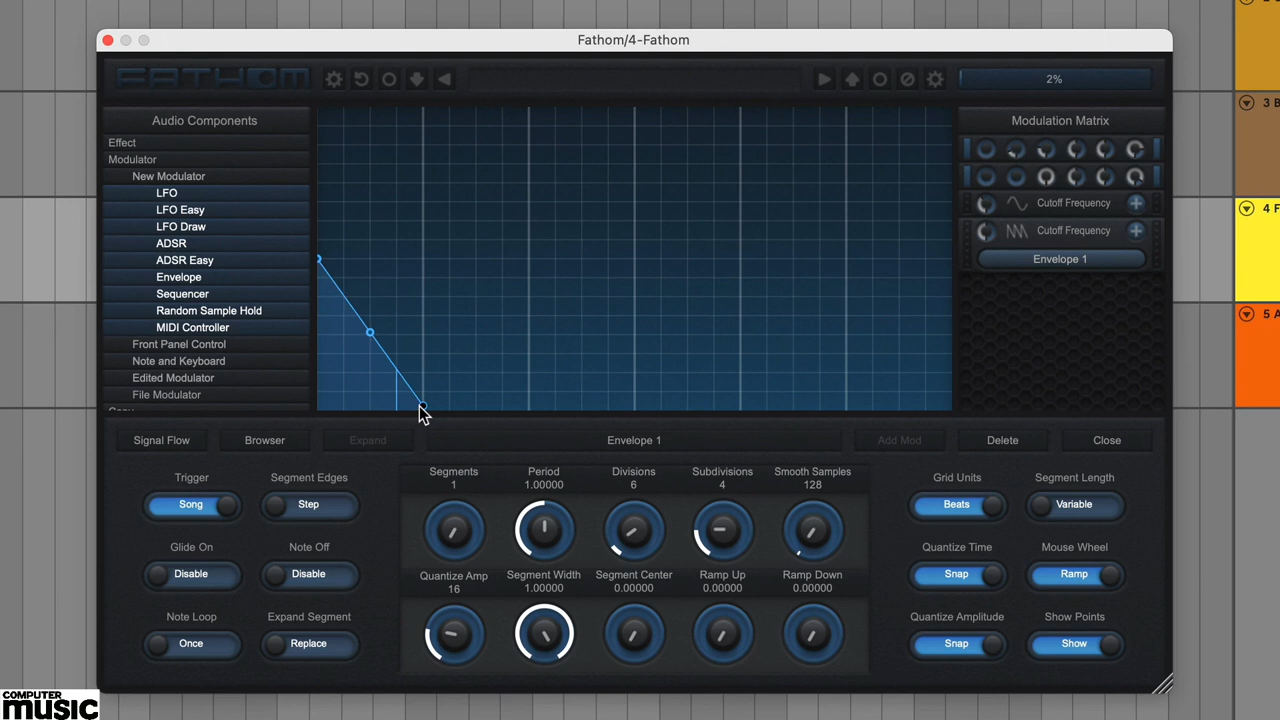 Fathom/4-Fathom
FATHOM
2%
Audio Components
Effect
Modulator
New Modulator
LFO
LFO Easy
LFO Draw
ADSR
ADSR Easy
Envelope
Sequencer
Random Sample Hold
MIDI Controller
Front Panel Control
Note and Keyboard
Edited Modulator
File Modulator
Modulation Matrix
Cutoff Frequency
Cutoff Frequency
Envelope 1
3 B
4 F
5 A
Signal Flow
Browser
Expand
Envelope 1
Add Mod
Delete
Close
Trigger
Song
Segment Edges
Step
Glide On
Disable
Note Off
Disable
Note Loop
Once
Expand Segment
Replace
Segments
1
Period
1.00000
Divisions
6
Subdivisions
4
Smooth Samples
128
Quantize Amp
16
Segment Width
1.00000
Segment Center
0.00000
Ramp Up
0.00000
Ramp Down
0.00000
Grid Units
Beats
Segment Length
Variable
Quantize Time
Snap
Mouse Wheel
Ramp
Quantize Amplitude
Snap
Show Points
Show
COMPUTER
music